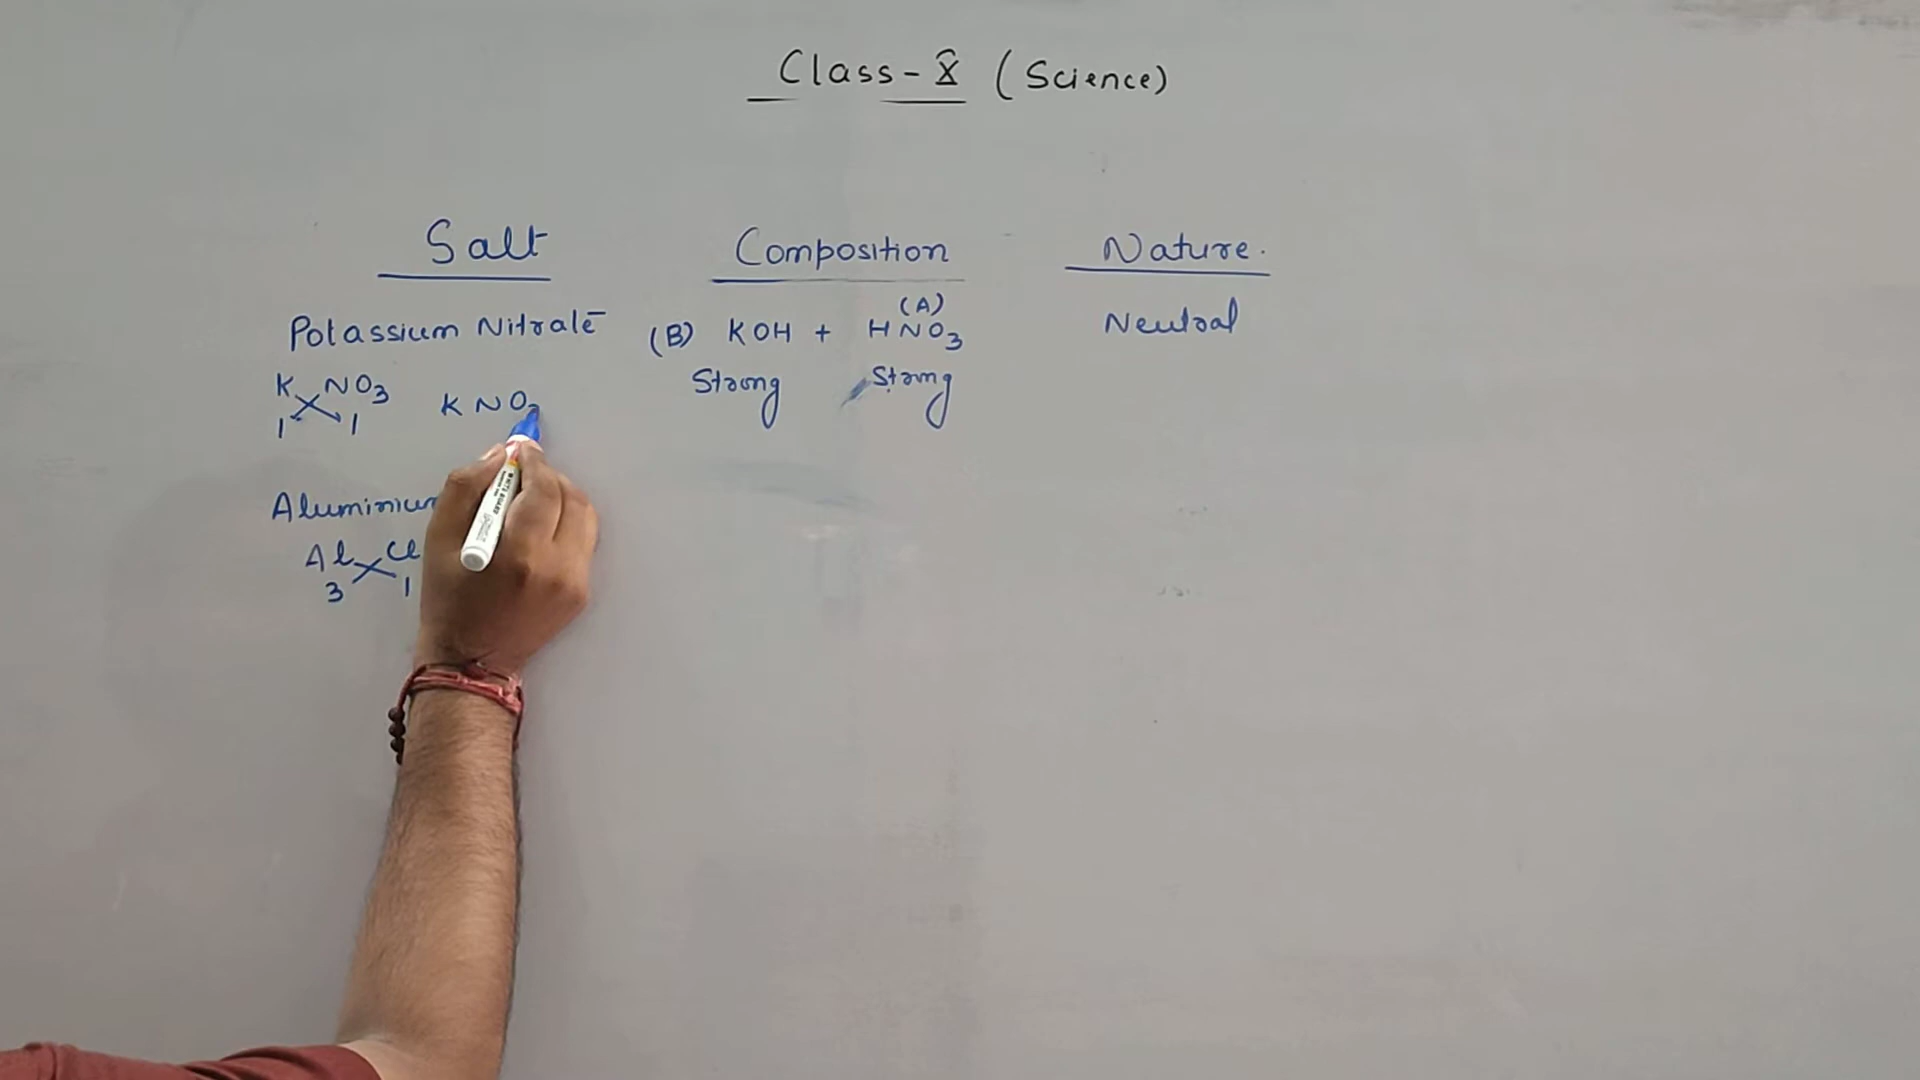 Class-X (Science)
Salt Composition Nature.
Potassium Nitrate (B) KOH + HNO3 (A) Neutral
Strong Strong
K NO3
1 1
K NO3
Aluminium
Al Cl
3 1